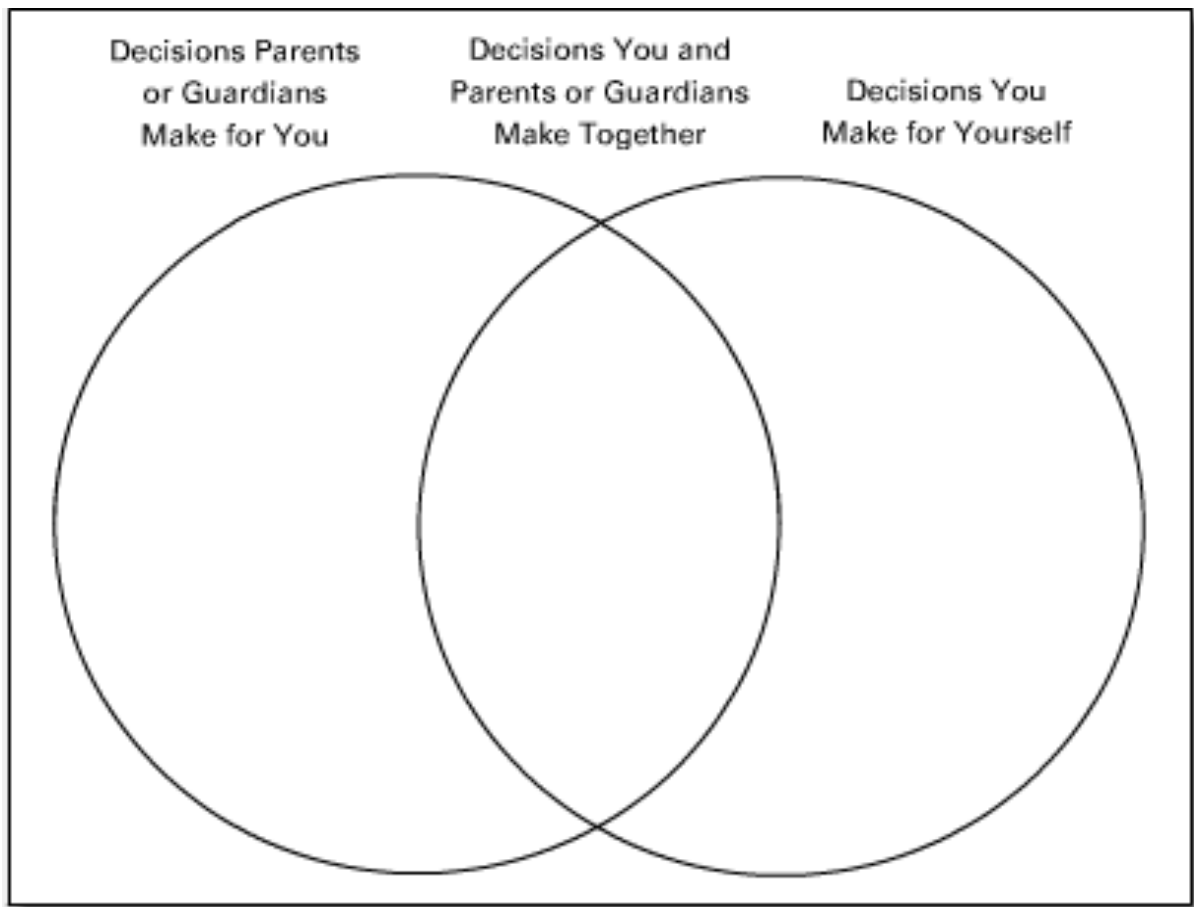 Decisions Parents
or Guardians
Make for You
Decisions You and
Parents or Guardians
Make Together
Decisions You
Make for Yourself